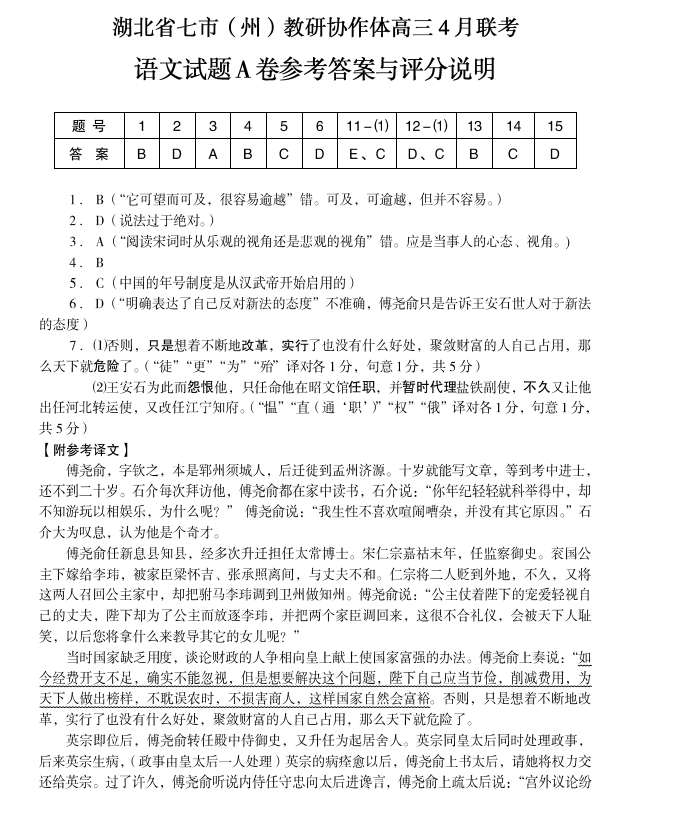 湖北省七市（州）教研协作体高三4月联考
语文试题A卷参考答案与评分说明
题 号 1 2 3 4 5 6 11-⑴ 12-⑴ 13 14 15
答 案 B D A B C D E、C D、C B C D
1． B（“它可望而可及，很容易逾越”错。可及，可逾越，但并不容易。）
2． D（说法过于绝对。）
3． A（“阅读宋词时从乐观的视角还是悲观的视角”错。应是当事人的心态、视角。）
4． B
5． C（中国的年号制度是从汉武帝开始启用的）
6． D（“明确表达了自己反对新法的态度”不准确，傅尧俞只是告诉王安石世人对于新法
的态度）
7．⑴否则，只是想着不断地改革，实行了也没有什么好处，聚敛财富的人自己占用，那
么天下就危险了。（“徒”“更”“为”“殆”译对各1分，句意1分，共5分）
⑵王安石为此而怨恨他，只任命他在昭文馆任职，并暂时代理盐铁副使，不久又让他
出任河北转运使，又改任江宁知府。（“愠”“直（通‘职’）”“权”“俄”译对各1分，句意1分，
共5分）
【附参考译文】
傅尧俞，字钦之，本是郓州须城人，后迁徙到孟州济源。十岁就能写文章，等到考中进士，
还不到二十岁。石介每次拜访他，傅尧俞都在家中读书，石介说：“你年纪轻轻就科举得中，却
不知游玩以相娱乐，为什么呢？” 傅尧俞说：“我生性不喜欢喧闹嘈杂，并没有其它原因。”石
介大为叹息，认为他是个奇才。
傅尧俞任新息县知县，经多次升迁担任太常博士。宋仁宗嘉祐末年，任监察御史。兖国公
主下嫁给李玮，被家臣梁怀吉、张承照离间，与丈夫不和。仁宗将二人贬到外地，不久，又将
这两人召回公主家中，却把驸马李玮调到卫州做知州。傅尧俞说：“公主仗着陛下的宠爱轻视自
己的丈夫，陛下却为了公主而放逐李玮，并把两个家臣调回来，这很不合礼仪，会被天下人耻
笑，以后您将拿什么来教导其它的女儿呢？”
当时国家缺乏用度，谈论财政的人争相向皇上献上使国家富强的办法。傅尧俞上奏说：“如
今经费开支不足，确实不能忽视，但是想要解决这个问题，陛下自己应当节俭，削减费用，为
天下人做出榜样，不耽误农时，不损害商人，这样国家自然会富裕。否则，只是想着不断地改
革，实行了也没有什么好处，聚敛财富的人自己占用，那么天下就危险了。
英宗即位后，傅尧俞转任殿中侍御史，又升任为起居舍人。英宗同皇太后同时处理政事，
后来英宗生病，（政事由皇太后一人处理）英宗的病痊愈以后，傅尧俞上书太后，请她将权力交
还给英宗。过了许久，傅尧俞听说内侍任守忠向太后进谗言，傅尧俞上疏太后说：“宫外议论纷